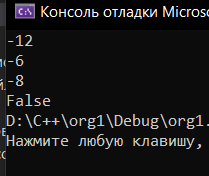 Консоль отладки Microso
-12
-6
-8
False
D:\C++\org1\Debug\org1.
Нажмите любую клавишу,